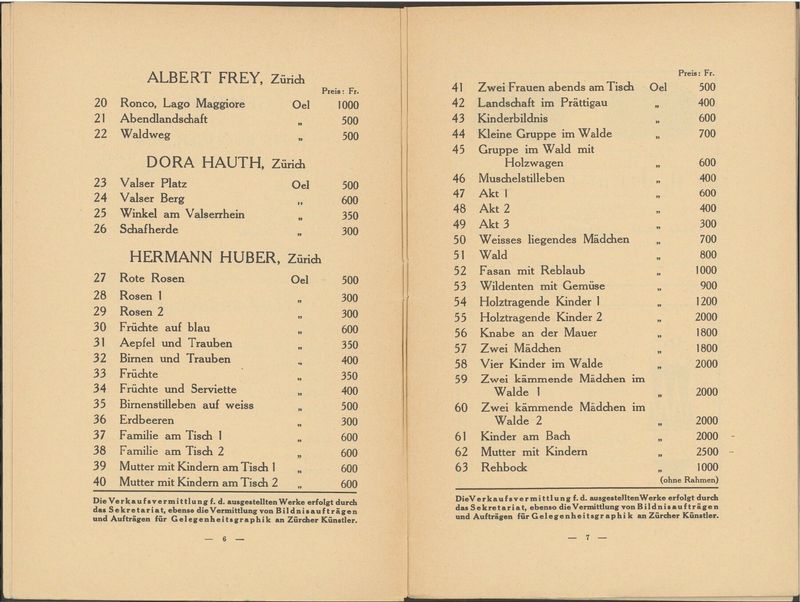 ALBERT FREY, Zürich
Preis: Fr.
20 Ronco, Lago Maggiore Oel 1000
21 Abendlandschaft „ 500
22 Waldweg „ 500
DORA HAUTH, Zürich
23 Valser Platz Oel 500
24 Valser Berg „ 600
25 Winkel am Valserrhein „ 350
26 Schafherde „ 300
HERMANN HUBER, Zürich
27 Rote Rosen Oel 500
28 Rosen 1 „ 300
29 Rosen 2 „ 300
30 Früchte auf blau „ 600
31 Aepfel und Trauben „ 350
32 Birnen und Trauben „ 400
33 Früchte „ 350
34 Früchte und Serviette „ 400
35 Birnenstilleben auf weiss „ 500
36 Erdbeeren „ 300
37 Familie am Tisch 1 „ 600
38 Familie am Tisch 2 „ 600
39 Mutter mit Kindern am Tisch 1 „ 600
40 Mutter mit Kindern am Tisch 2 „ 600
Die Verkaufsvermittlung f. d. ausgestellten Werke erfolgt durch
das Sekretariat, ebenso die Vermittlung von Bildnisaufträgen
und Aufträgen für Gelegenheitsgraphik an Zürcher Künstler.
— 6 —
Preis: Fr.
41 Zwei Frauen abends am Tisch Oel 500
42 Landschaft im Prättigau „ 400
43 Kinderbildnis „ 600
44 Kleine Gruppe im Walde „ 700
45 Gruppe im Wald mit
Holzwagen „ 600
46 Muschelstilleben „ 400
47 Akt 1 „ 600
48 Akt 2 „ 400
49 Akt 3 „ 300
50 Weisses liegendes Mädchen „ 700
51 Wald „ 800
52 Fasan mit Reblaub „ 1000
53 Wildenten mit Gemüse „ 900
54 Holztragende Kinder 1 „ 1200
55 Holztragende Kinder 2 „ 2000
56 Knabe an der Mauer „ 1800
57 Zwei Mädchen „ 1800
58 Vier Kinder im Walde „ 2000
59 Zwei kämmende Mädchen im
Walde 1 „ 2000
60 Zwei kämmende Mädchen im
Walde 2 „ 2000
61 Kinder am Bach „ 2000 –
62 Mutter mit Kindern „ 2500 –
63 Rehbock „ 1000
(ohne Rahmen)
Die Verkaufsvermittlung f. d. ausgestellten Werke erfolgt durch
das Sekretariat, ebenso die Vermittlung von Bildnisaufträgen
und Aufträgen für Gelegenheitsgraphik an Zürcher Künstler.
— 7 —